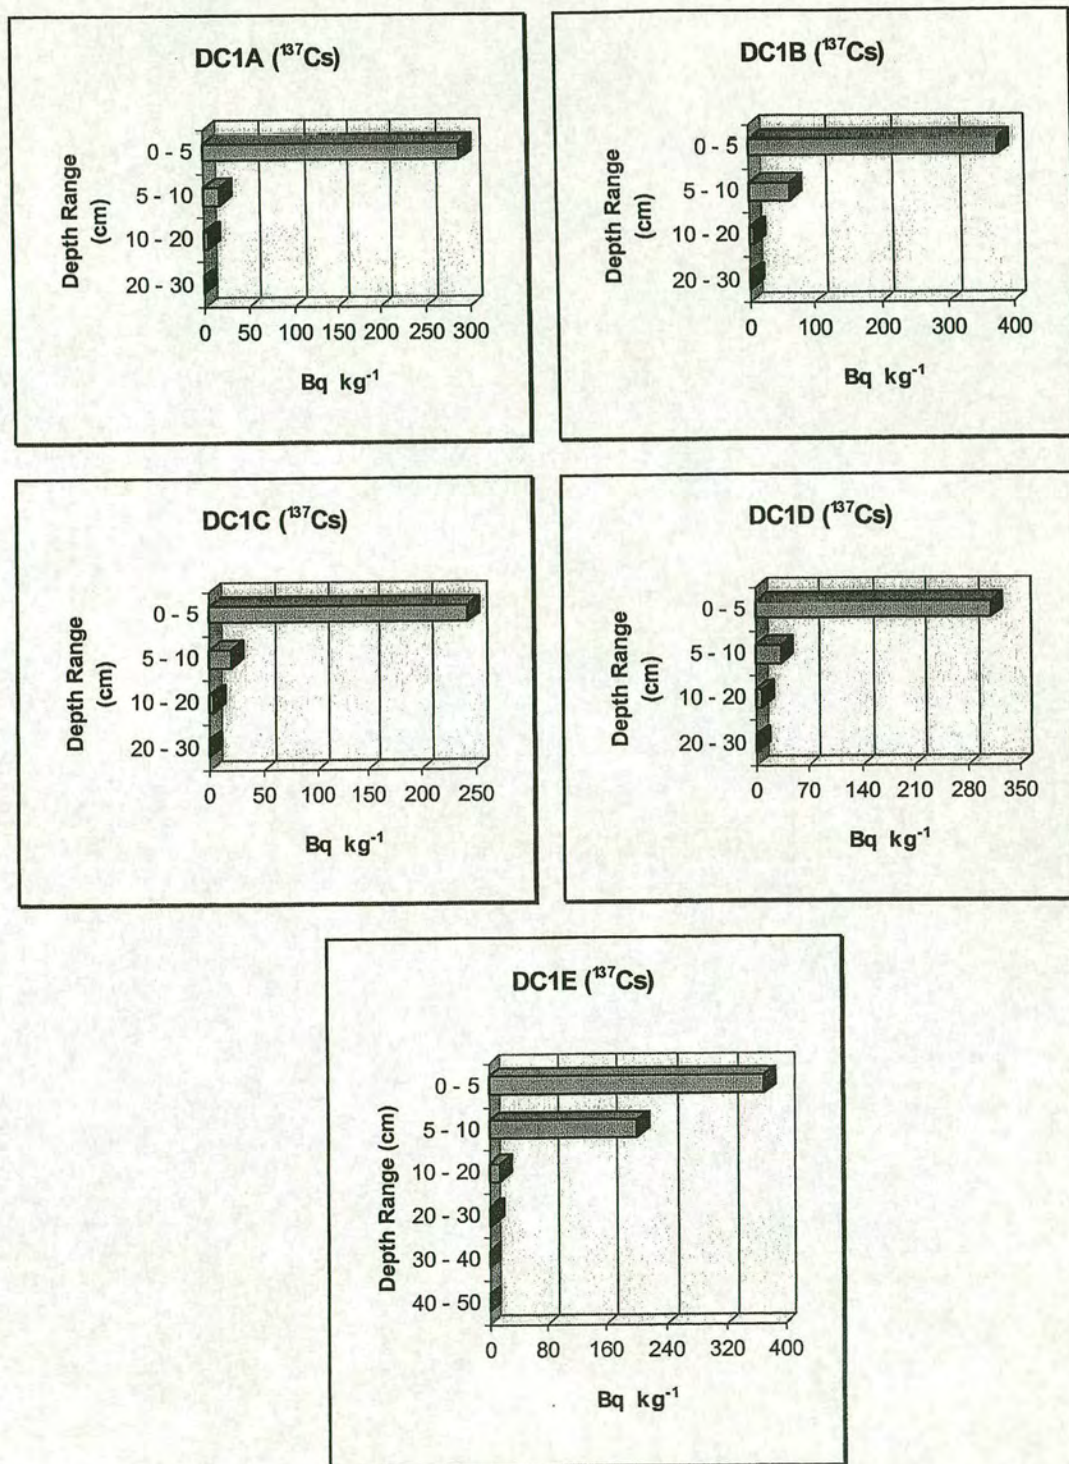 DC1A (¹³⁷Cs)
Depth Range
(cm)
0 - 5
5 - 10
10 - 20
20 - 30
0 50 100 150 200 250 300
Bq kg⁻¹
DC1B (¹³⁷Cs)
Depth Range
(cm)
0 - 5
5 - 10
10 - 20
20 - 30
0 100 200 300 400
Bq kg⁻¹
DC1C (¹³⁷Cs)
Depth Range
(cm)
0 - 5
5 - 10
10 - 20
20 - 30
0 50 100 150 200 250
Bq kg⁻¹
DC1D (¹³⁷Cs)
Depth Range
(cm)
0 - 5
5 - 10
10 - 20
20 - 30
0 70 140 210 280 350
Bq kg⁻¹
DC1E (¹³⁷Cs)
Depth Range (cm)
0 - 5
5 - 10
10 - 20
20 - 30
30 - 40
40 - 50
0 80 160 240 320 400
Bq kg⁻¹